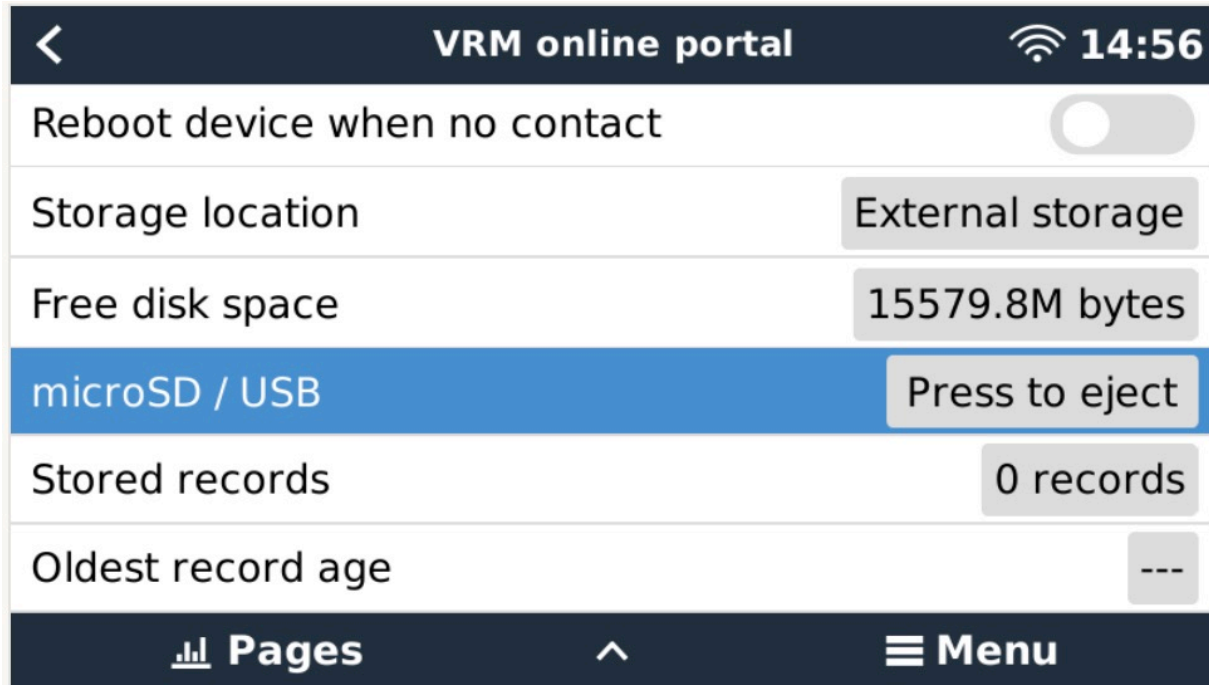 VRM online portal 14:56
Reboot device when no contact
Storage location External storage
Free disk space 15579.8M bytes
microSD / USB Press to eject
Stored records 0 records
Oldest record age ---
Pages Menu